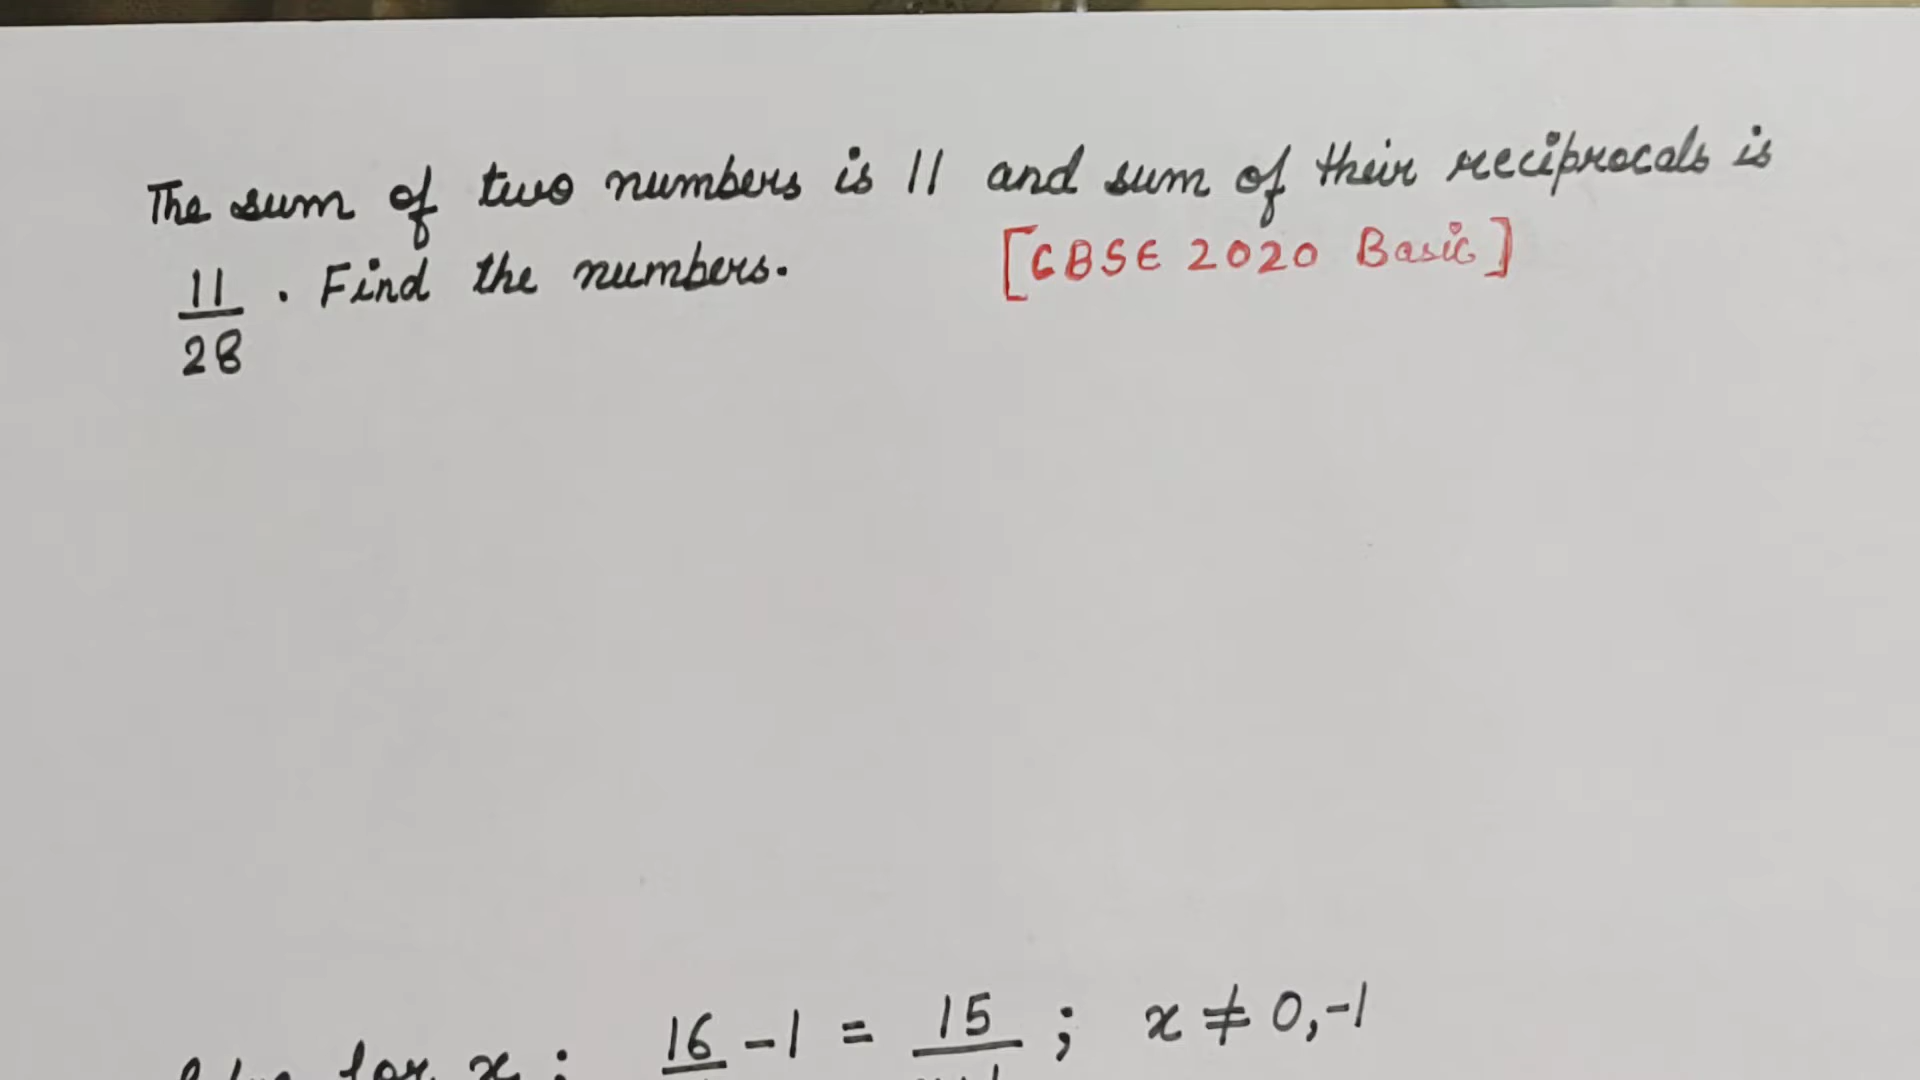 The sum of two numbers is 11 and sum of their reciprocals is
11/28 . Find the numbers. [CBSE 2020 Basic]
for x : 16 -1 = 15 ; x ≠ 0,-1